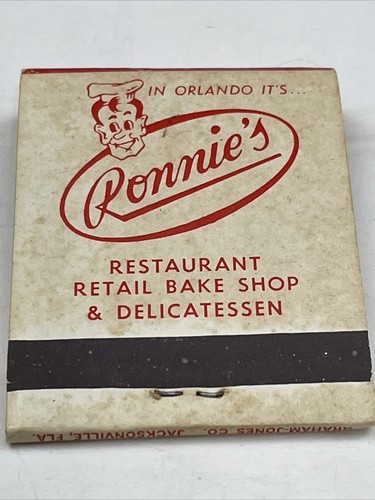 IN ORLANDO IT'S...
Ronnie's
RESTAURANT
RETAIL BAKE SHOP
& DELICATESSEN
GRAHAM-JONES CO. JACKSONVILLE, FLA.